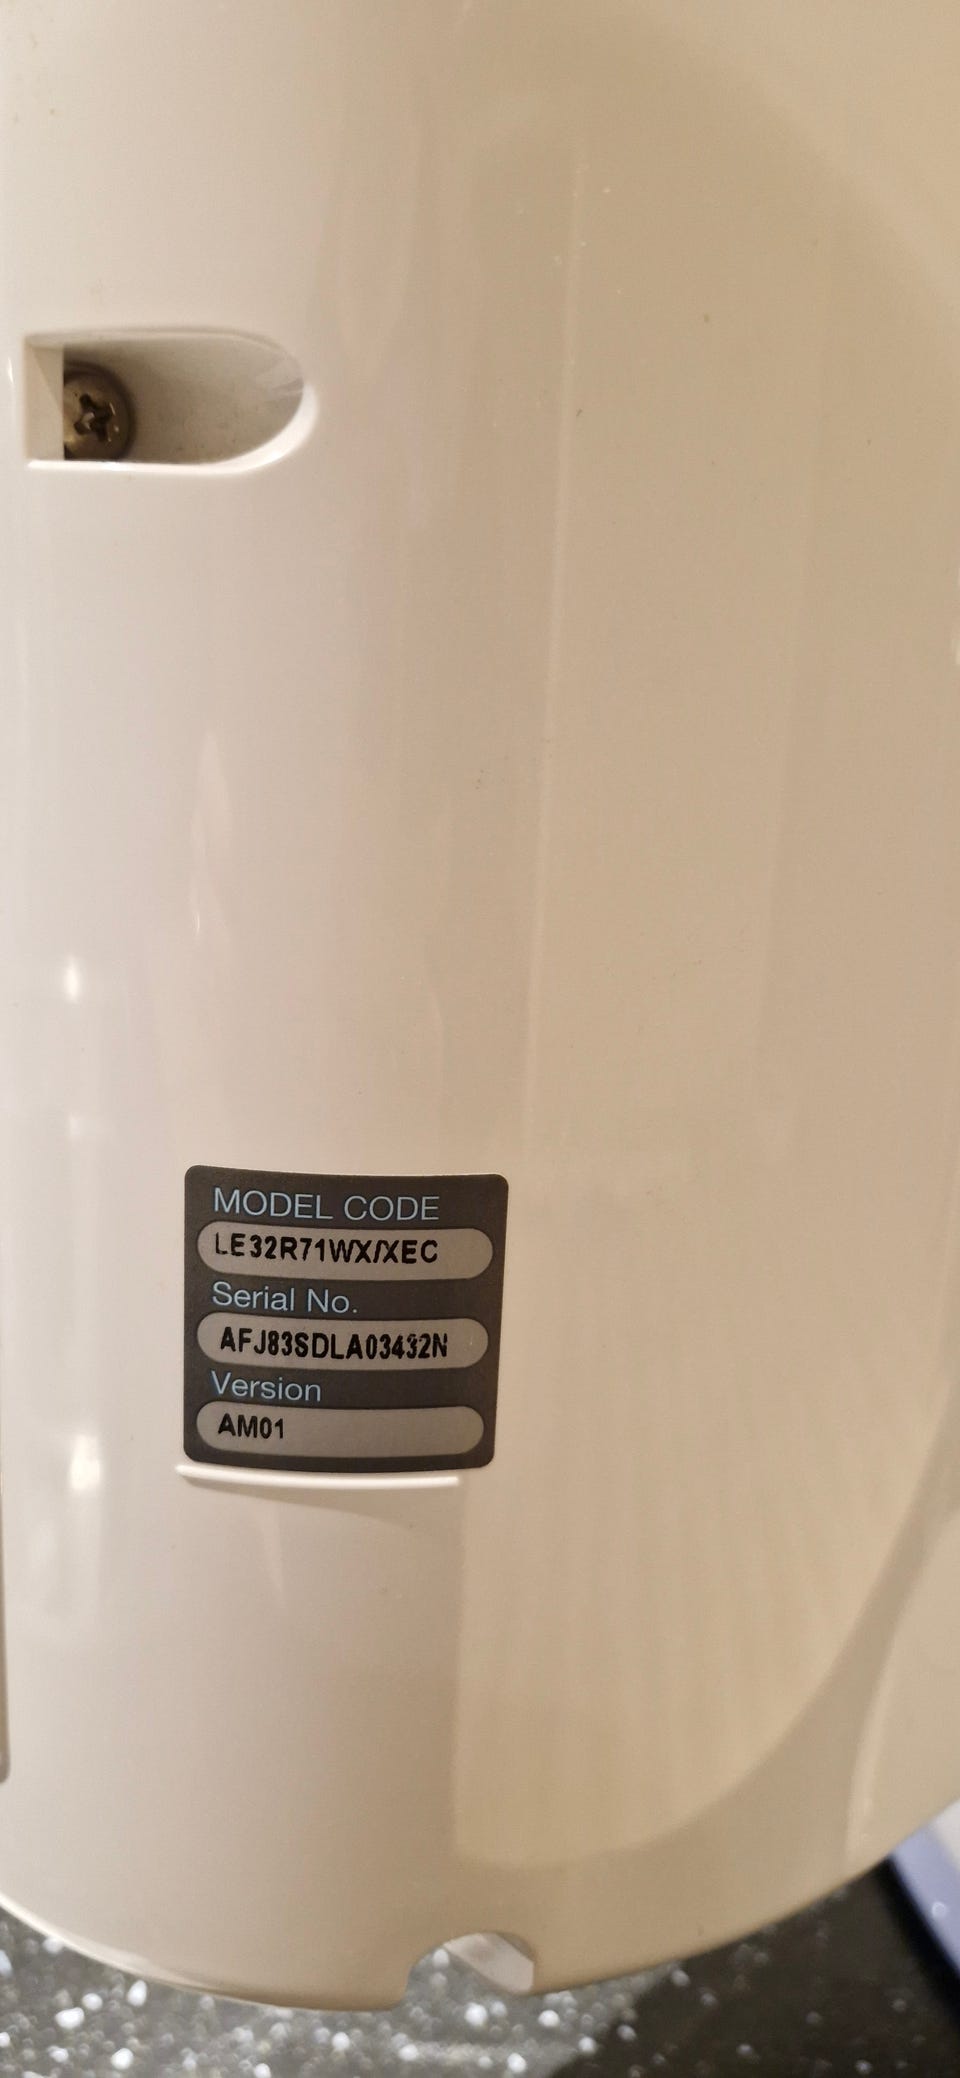 MODEL CODE
LE32R71WX/XEC
Serial No.
AFJ83SDLA03432N
Version
AM01